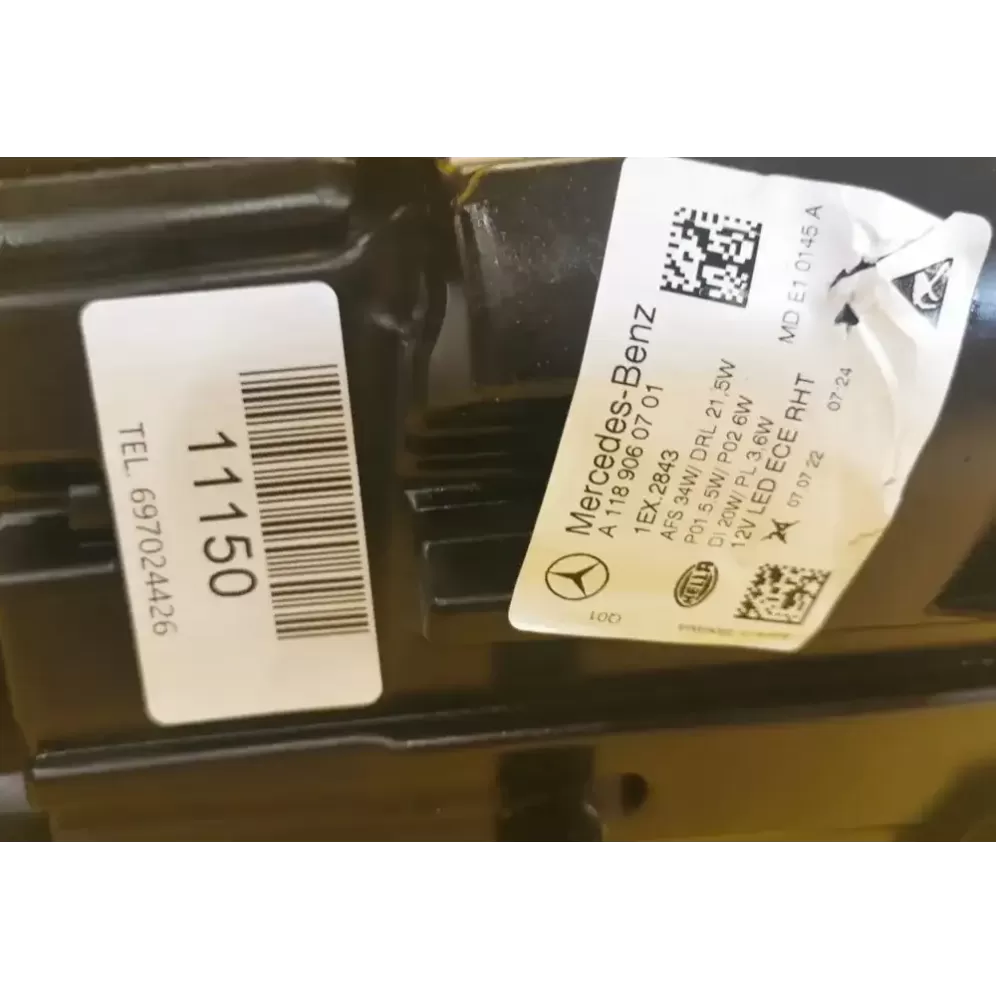 11150
TEL. 6970244426
Mercedes-Benz
A 118 906 07 01
1EX.2843
AFS 34W/ DRL 21,5W
P01 5.5W/ P02 6W
DI 20W/ PL 3,6W
12V LED ECE RHT
07.07.22
07:24
MD E1 0145 A
HELLA
Q01